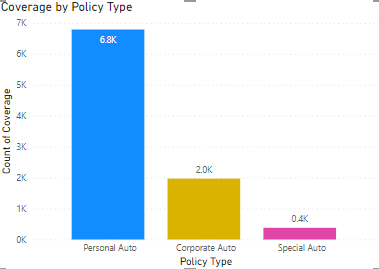 Coverage by Policy Type
7K
6K
5K
4K
3K
2K
1K
0K
Count of Coverage
6.8K
2.0K
0.4K
Personal Auto
Corporate Auto
Special Auto
Policy Type